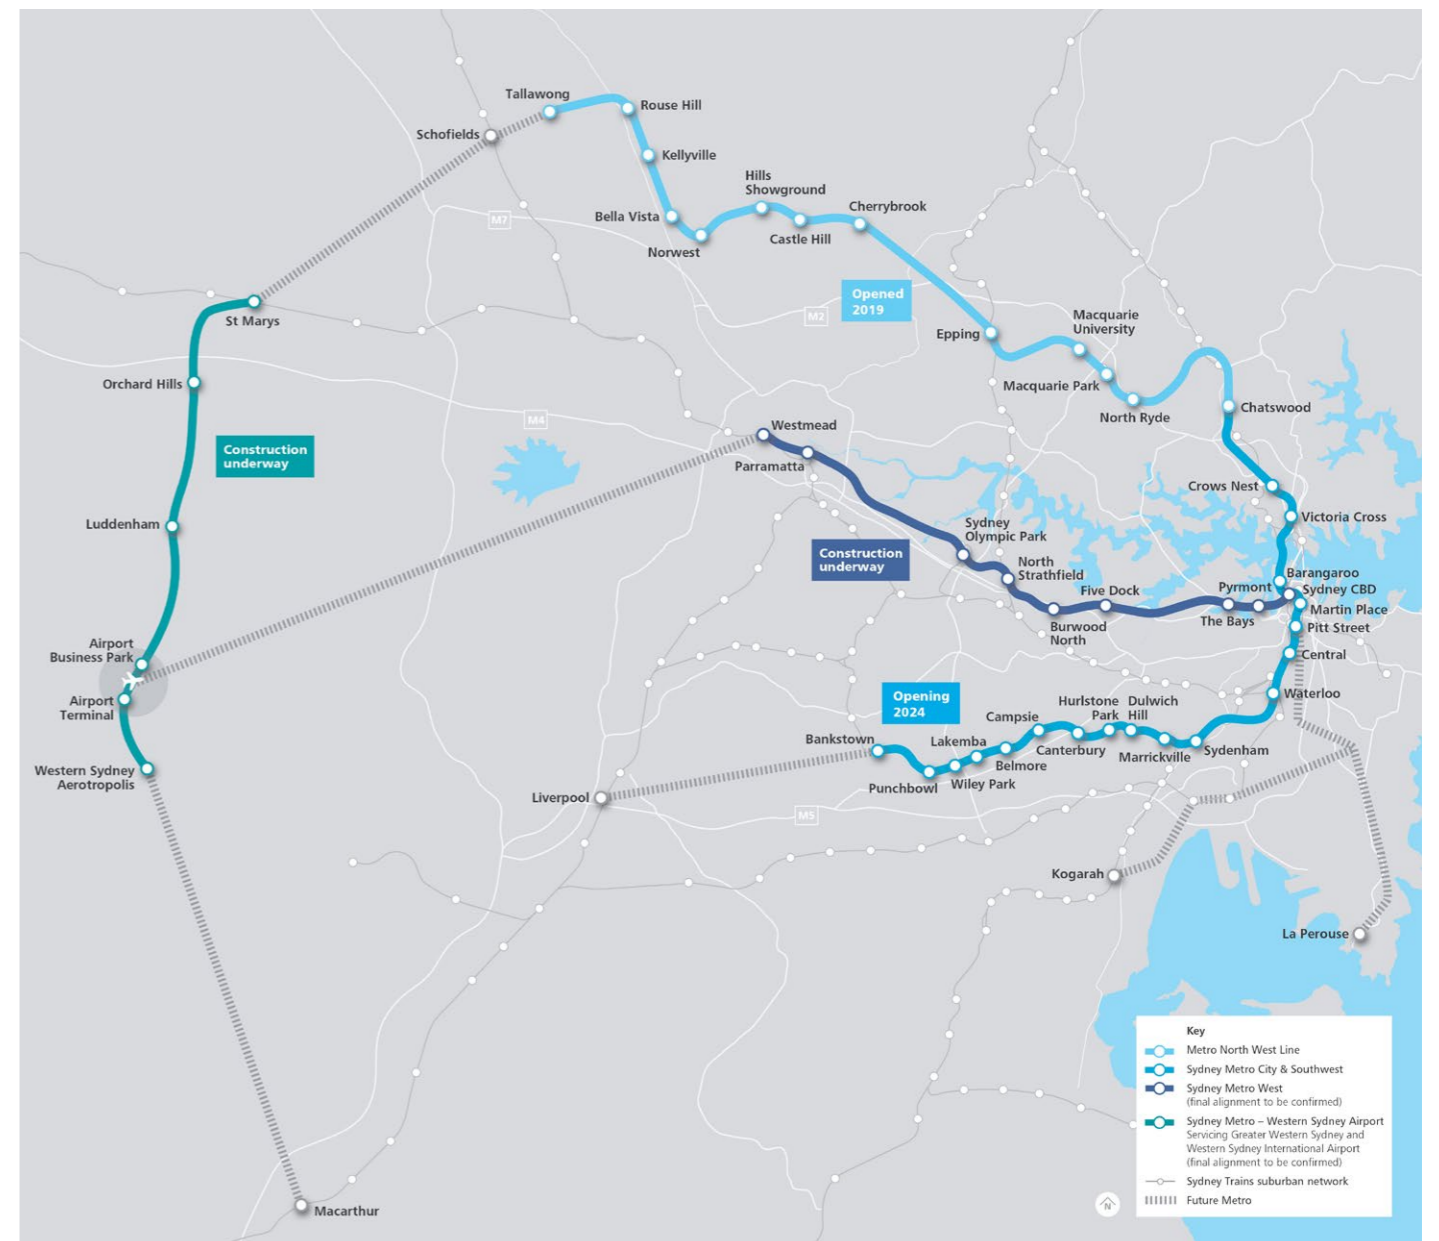 Tallawong
Rouse Hill
Schofields
Kellyville
Hills
Showground
Cherrybrook
M7
Bella Vista
Castle Hill
Norwest
Opened
2019
St Marys
M2
Macquarie
University
Epping
Orchard Hills
Macquarie Park
Chatswood
North Ryde
M4
Westmead
Construction
underway
Parramatta
Crows Nest
Victoria Cross
Luddenham
Sydney
Olympic Park
Construction
underway
North
Strathfield
Barangaroo
Five Dock
Pyrmont
Sydney CBD
Martin Place
The Bays
Burwood
North
Pitt Street
Airport
Business Park
Central
Airport
Terminal
Opening
2024
Waterloo
Hurlstone
Park
Dulwich
Hill
Campsie
Bankstown
Lakemba
Canterbury
Sydenham
Belmore
Marrickville
Western Sydney
Aerotropolis
Punchbowl
Wiley Park
Liverpool
M5
Kogarah
La Perouse
Key
Metro North West Line
Sydney Metro City & Southwest
Sydney Metro West
(final alignment to be confirmed)
Sydney Metro – Western Sydney Airport
Servicing Greater Western Sydney and
Western Sydney International Airport
(final alignment to be confirmed)
Sydney Trains suburban network
Future Metro
N
Macarthur